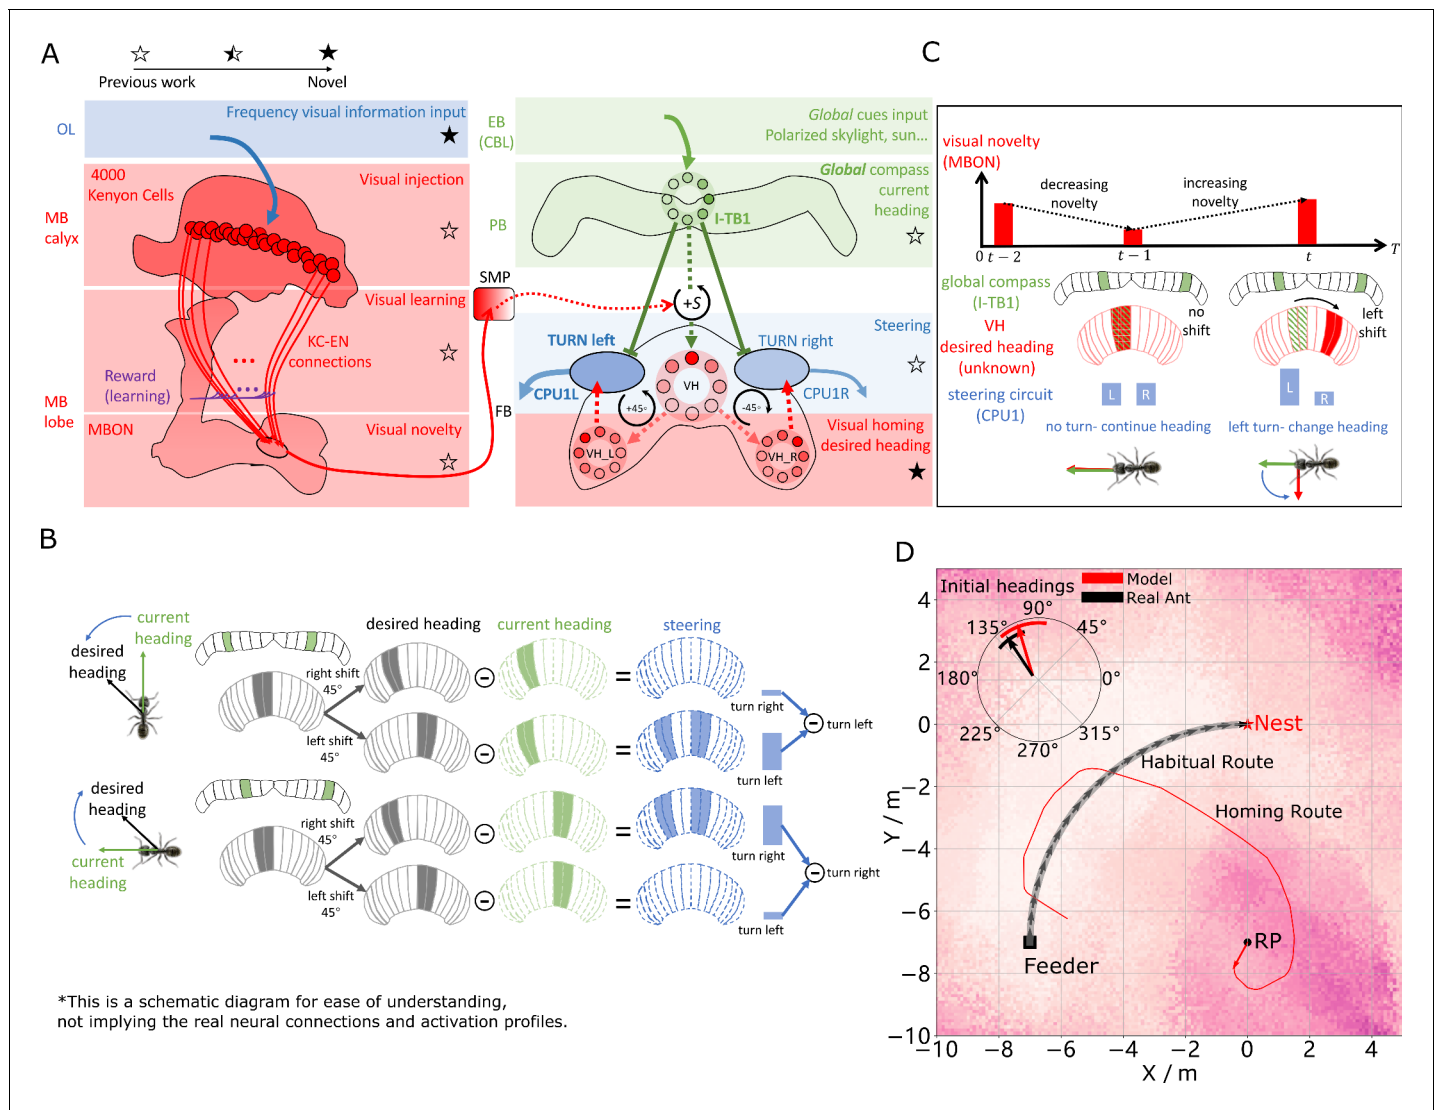 A
Previous work
Novel
OL
Frequency visual information input
4000
Kenyon Cells
Visual injection
MB
calyx
Visual learning
KC-EN
connections
Reward
(learning)
MB
lobe
MBON
Visual novelty
EB
(CBL)
Global cues input
Polarized skylight, sun...
Global compass
current
heading
I-TB1
PB
SMP
+S
Steering
TURN left
TURN right
VH
CPU1L
CPU1R
FB
+45°
-45°
Visual homing
desired heading
VH_L
VH_R
C
visual novelty
(MBON)
decreasing
novelty
increasing
novelty
0 t − 2
t − 1
t
T
global compass
(I-TB1)
no
shift
left
shift
VH
desired heading
(unknown)
steering circuit
(CPU1)
L
R
L
R
no turn- continue heading
left turn- change heading
B
current
heading
desired
heading
desired heading
current heading
steering
right shift
45°
left shift
45°
−
=
−
=
turn right
turn left
−
turn left
desired
heading
current
heading
right shift
45°
left shift
45°
−
=
−
=
turn right
turn left
−
turn right
*This is a schematic diagram for ease of understanding,
not implying the real neural connections and activation profiles.
D
Initial headings
Model
Real Ant
90°
135°
45°
180°
0°
225°
315°
270°
Nest
Habitual Route
Homing Route
RP
Feeder
4
2
0
−2
−4
−6
−8
−10
Y / m
−10
−8
−6
−4
−2
0
2
4
X / m